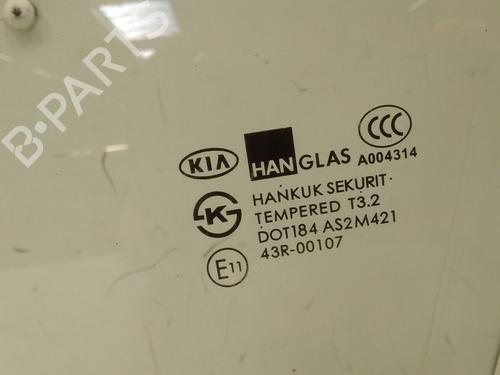 B-PARTS
KIA HANGLAS CCC
A004314
HANKUK SEKURIT
TEMPERED T3.2
DOT184 AS2M421
43R-00107
E11